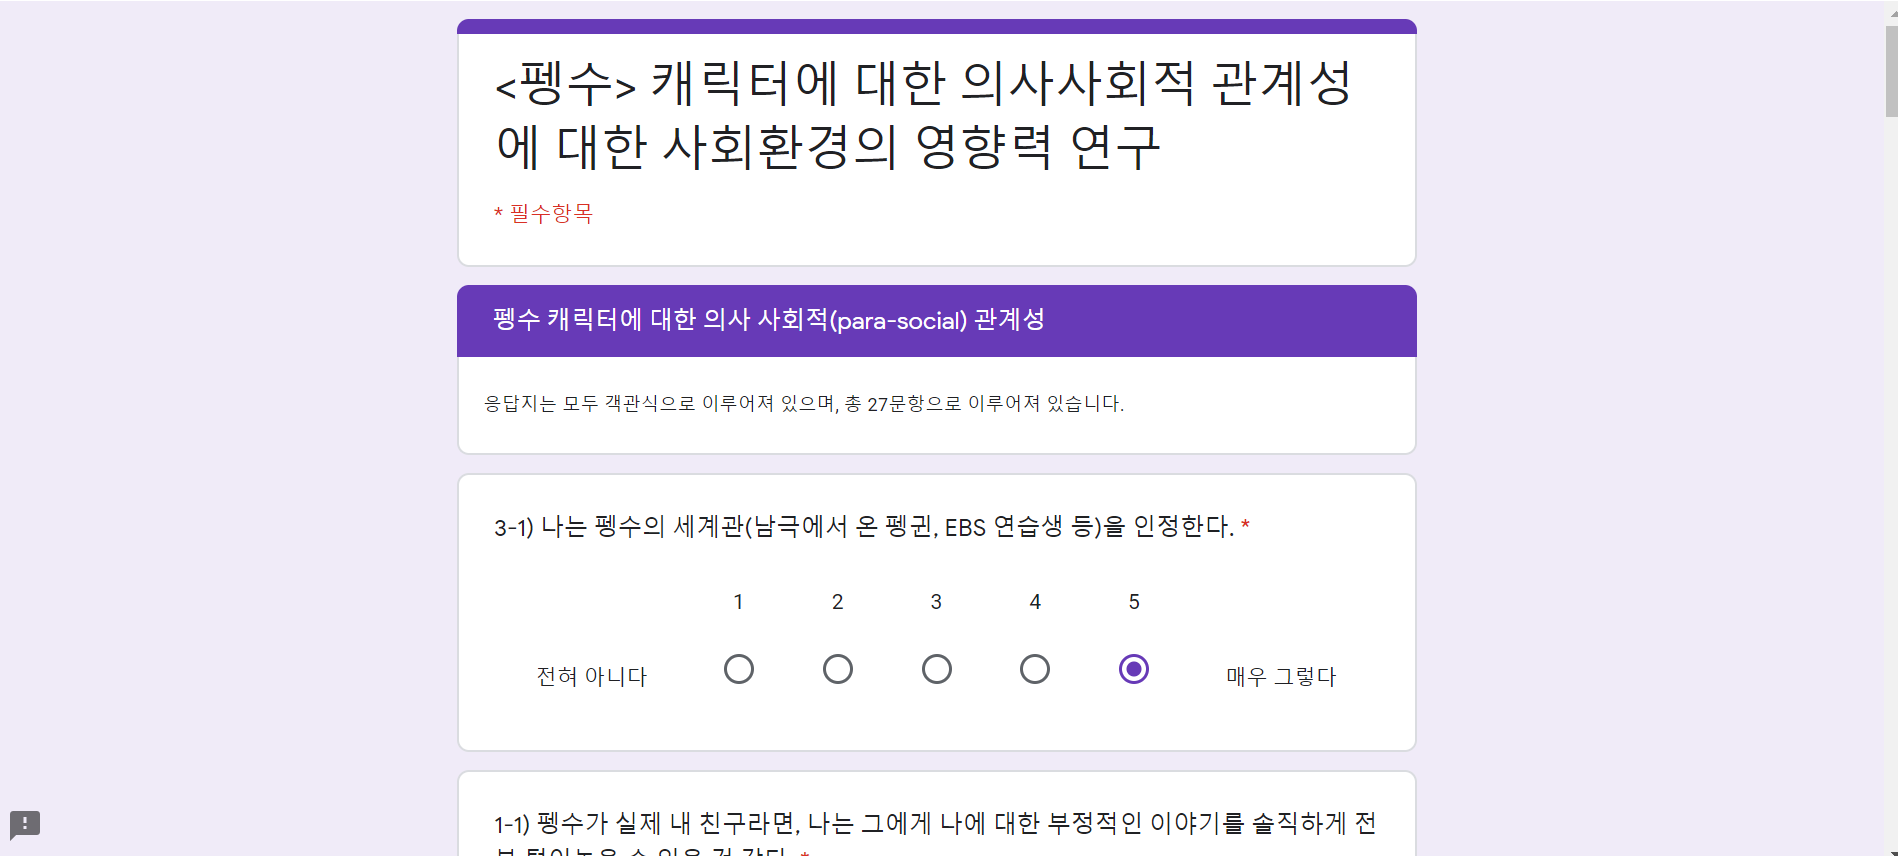 <펭수> 캐릭터에 대한 의사사회적 관계성
에 대한 사회환경의 영향력 연구
* 필수항목
펭수 캐릭터에 대한 의사 사회적(para-social) 관계성
응답지는 모두 객관식으로 이루어져 있으며, 총 27문항으로 이루어져 있습니다.
3-1) 나는 펭수의 세계관(남극에서 온 펭귄, EBS 연습생 등)을 인정한다. *
1 2 3 4 5
전혀 아니다 매우 그렇다
1-1) 펭수가 실제 내 친구라면, 나는 그에게 나에 대한 부정적인 이야기를 솔직하게 전